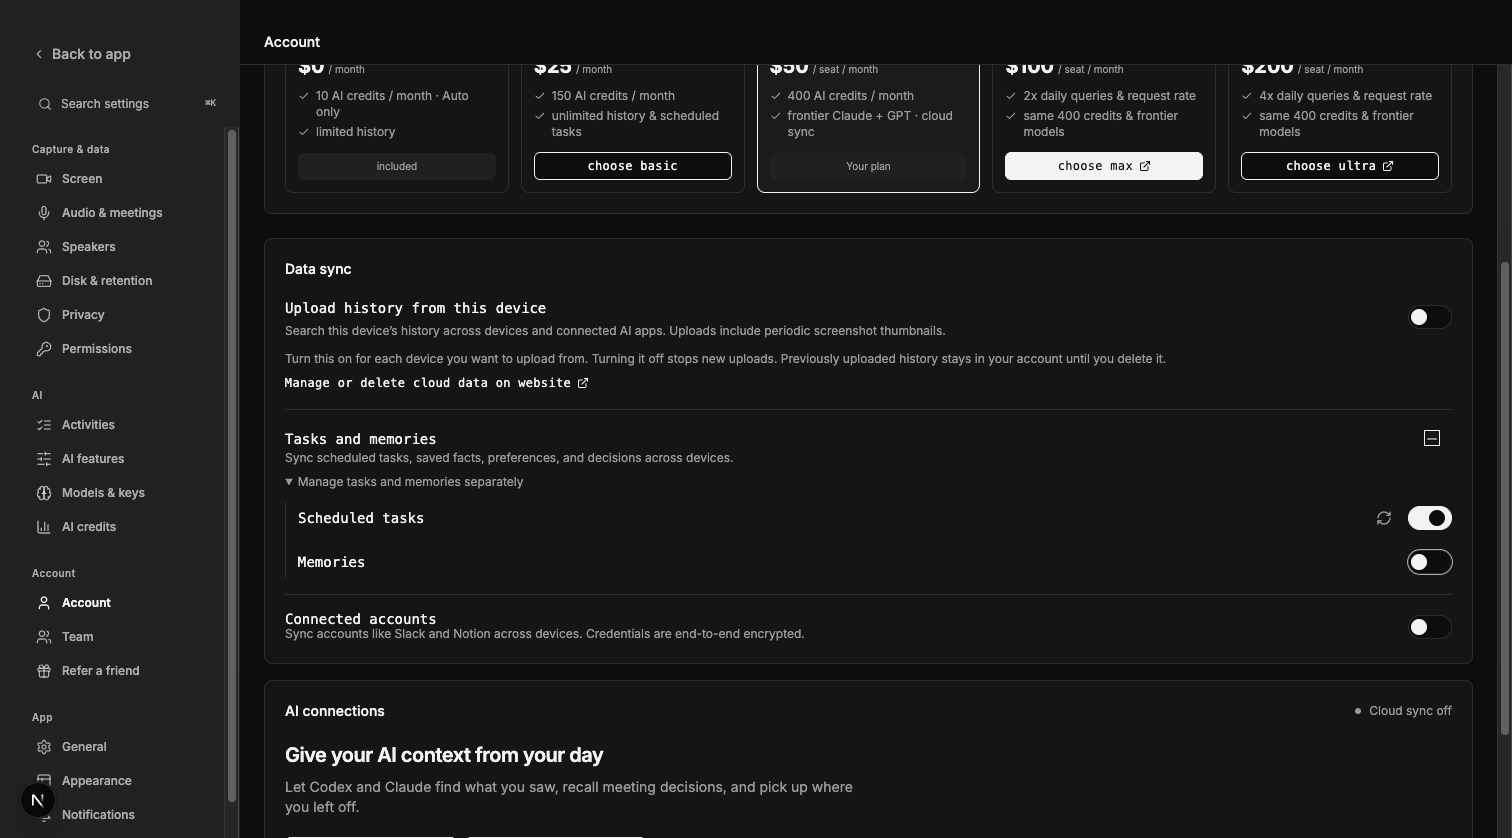 Back to app
Search settings
⌘K
Capture & data
Screen
Audio & meetings
Speakers
Disk & retention
Privacy
Permissions
AI
Activities
AI features
Models & keys
AI credits
Account
Account
Team
Refer a friend
App
General
Appearance
Notifications
N
Account
$0 / month
10 AI credits / month · Auto
only
limited history
included
$25 / month
150 AI credits / month
unlimited history & scheduled
tasks
choose basic
$50 / seat / month
400 AI credits / month
frontier Claude + GPT · cloud
sync
Your plan
$100 / seat / month
2x daily queries & request rate
same 400 credits & frontier
models
choose max
$200 / seat / month
4x daily queries & request rate
same 400 credits & frontier
models
choose ultra
Data sync
Upload history from this device
Search this device's history across devices and connected AI apps. Uploads include periodic screenshot thumbnails.
Turn this on for each device you want to upload from. Turning it off stops new uploads. Previously uploaded history stays in your account until you delete it.
Manage or delete cloud data on website
Tasks and memories
Sync scheduled tasks, saved facts, preferences, and decisions across devices.
Manage tasks and memories separately
Scheduled tasks
Memories
Connected accounts
Sync accounts like Slack and Notion across devices. Credentials are end-to-end encrypted.
AI connections
Cloud sync off
Give your AI context from your day
Let Codex and Claude find what you saw, recall meeting decisions, and pick up where
you left off.